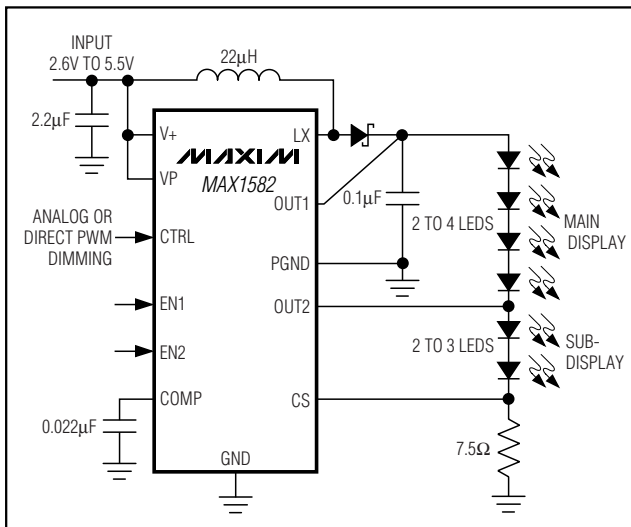 INPUT
2.6V TO 5.5V
22µH
2.2µF
V+
LX
MAXIM
VP
MAX1582
OUT1
0.1µF
2 TO 4 LEDS
MAIN
DISPLAY
ANALOG OR
DIRECT PWM
DIMMING
CTRL
PGND
EN1
OUT2
EN2
2 TO 3 LEDS
SUB-
DISPLAY
COMP
CS
0.022µF
7.5Ω
GND